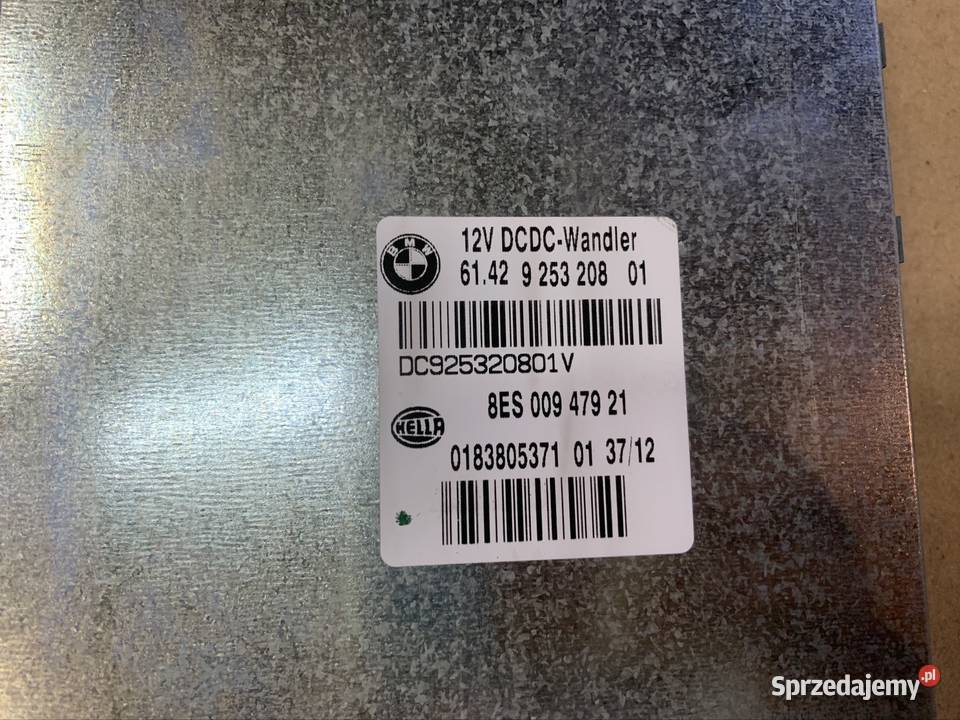 BMW
12V DCDC-Wandler
61.42 9 253 208 01
DC925320801V
8ES 009 479 21
HELLA
0183805371 01 37/12
Sprzedajemy.pl